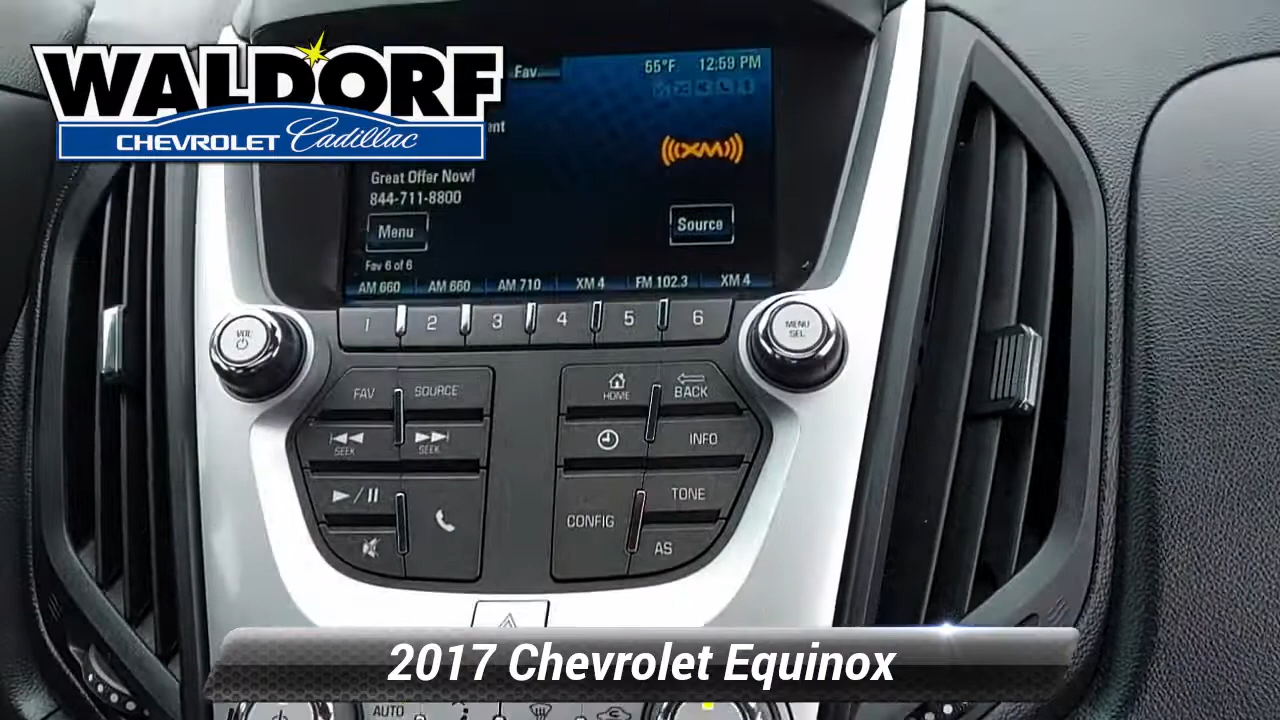 WALDORF
CHEVROLET Cadillac
Fav
55°F 12:59 PM
((XM))
Great Offer Now!
844-711-8800
Menu
Source
Fav 6 of 6
AM 660 AM 660 AM 710 XM 4 FM 102.3 XM 4
1 2 3 4 5 6
VOL
MENU
SEL
FAV SOURCE
HOME BACK
SEEK SEEK
INFO
TONE
CONFIG
AS
2017 Chevrolet Equinox
AUTO